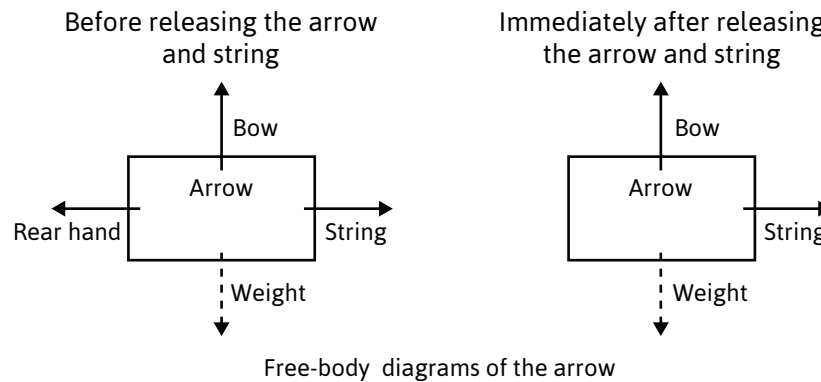 Before releasing the arrow
and string
Bow
Arrow
Rear hand
String
Weight
Immediately after releasing
the arrow and string
Bow
Arrow
String
Weight
Free-body diagrams of the arrow